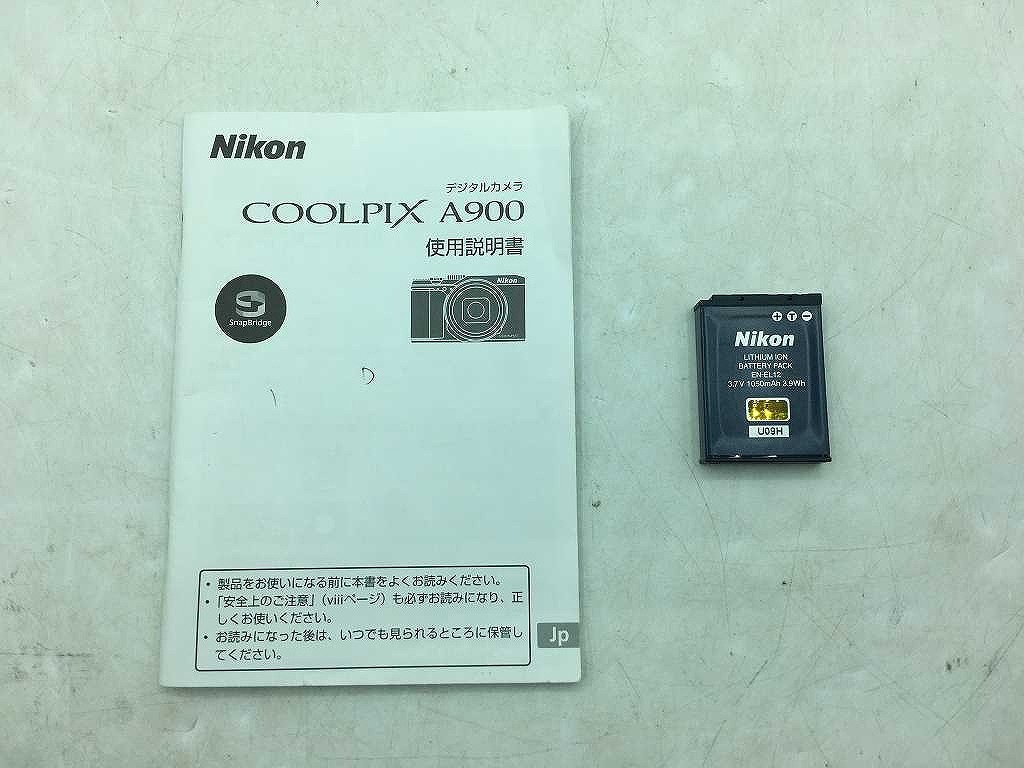 Nikon
デジタルカメラ
COOLPIX A900
使用説明書
SnapBridge
Nikon
・製品をお使いになる前に本書をよくお読みください。
・「安全上のご注意」（viiiページ）も必ずお読みになり、正
しくお使いください。
・お読みになった後は、いつでも見られるところに保管し
てください。
Jp
+ T -
Nikon
LITHIUM ION
BATTERY PACK
EN-EL12
3.7V 1050mAh 3.9Wh
U09H